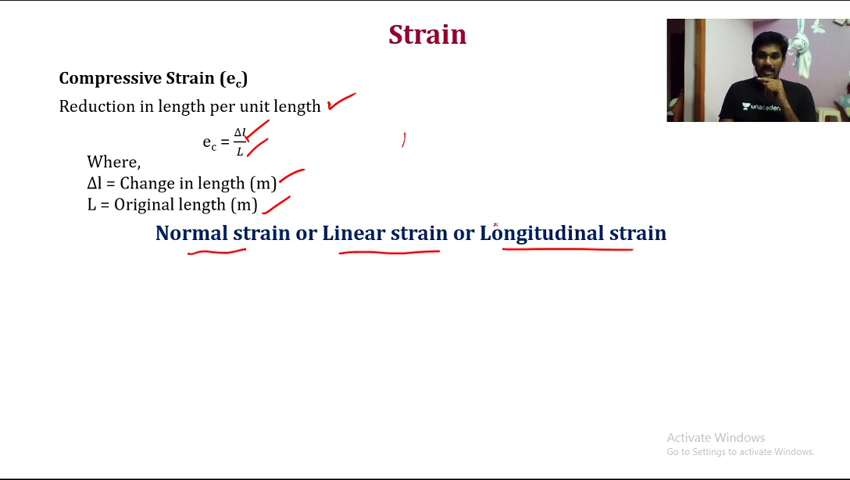 Strain
Compressive Strain (ec)
Reduction in length per unit length
ec = Δl/L
Where,
Δl = Change in length (m)
L = Original length (m)
Normal strain or Linear strain or Longitudinal strain
unacademy
Activate Windows
Go to Settings to activate Windows.